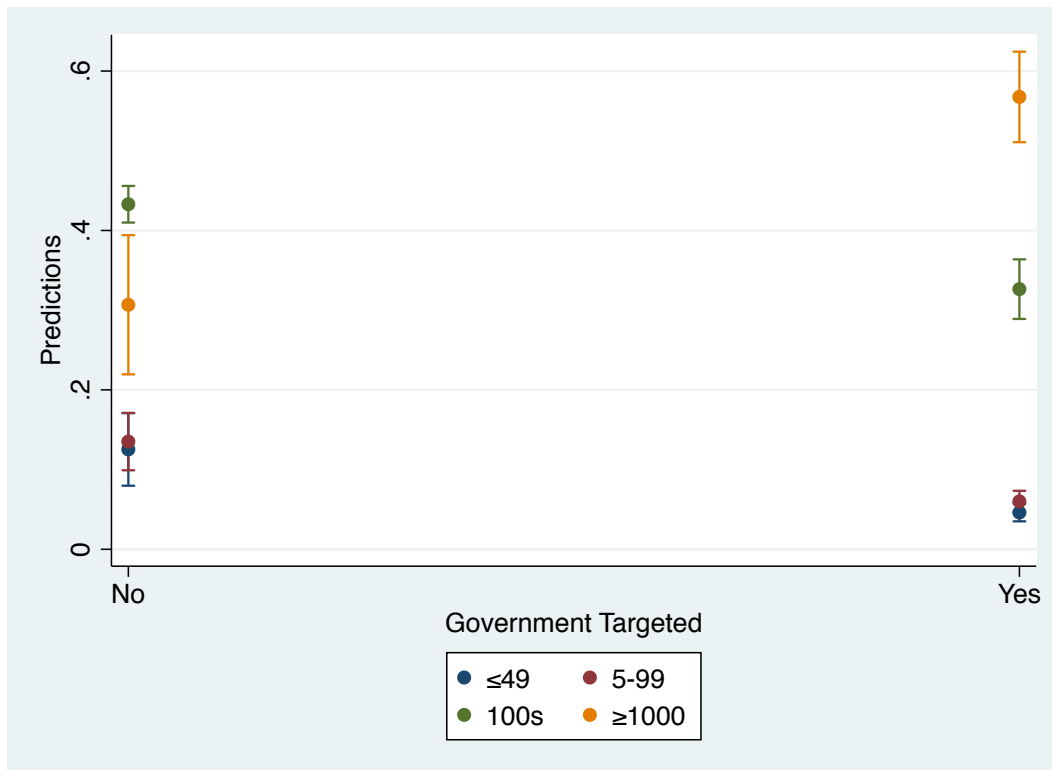 Predictions
.6
.4
.2
0
No Yes
Government Targeted
≤49 5-99
100s ≥1000